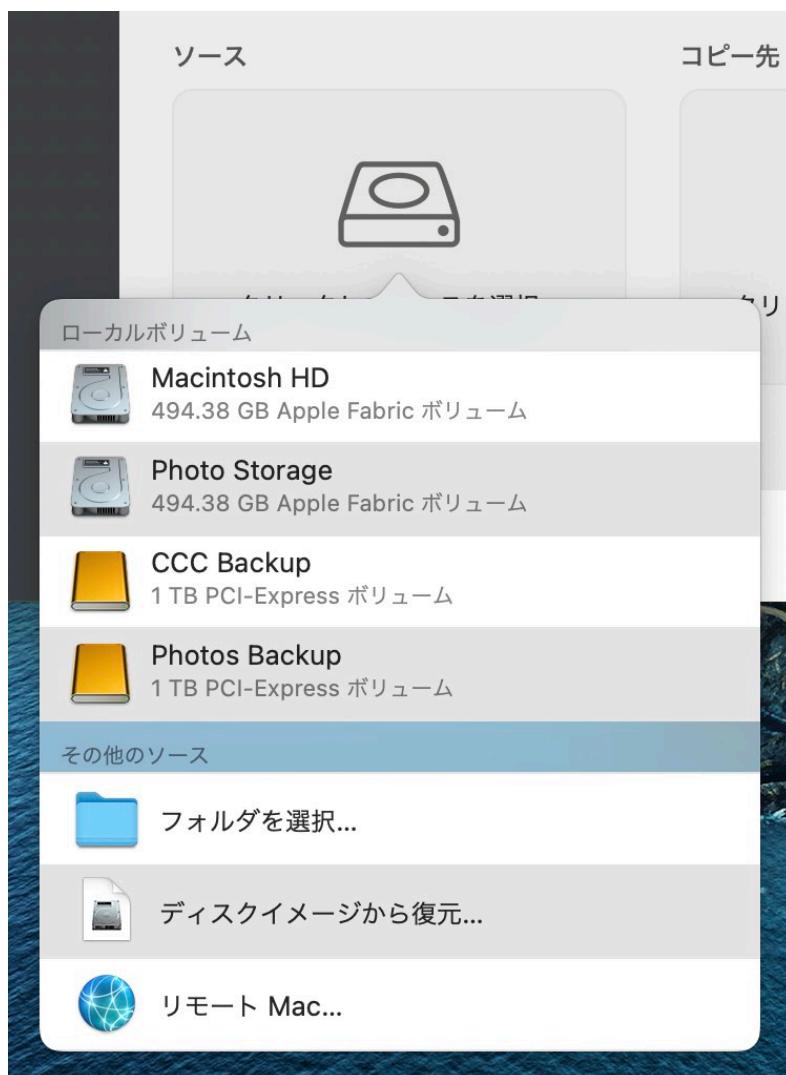 ソース
コピー先
クリ
ローカルボリューム
Macintosh HD
494.38 GB Apple Fabric ボリューム
Photo Storage
494.38 GB Apple Fabric ボリューム
CCC Backup
1 TB PCI-Express ボリューム
Photos Backup
1 TB PCI-Express ボリューム
その他のソース
フォルダを選択...
ディスクイメージから復元...
リモート Mac...